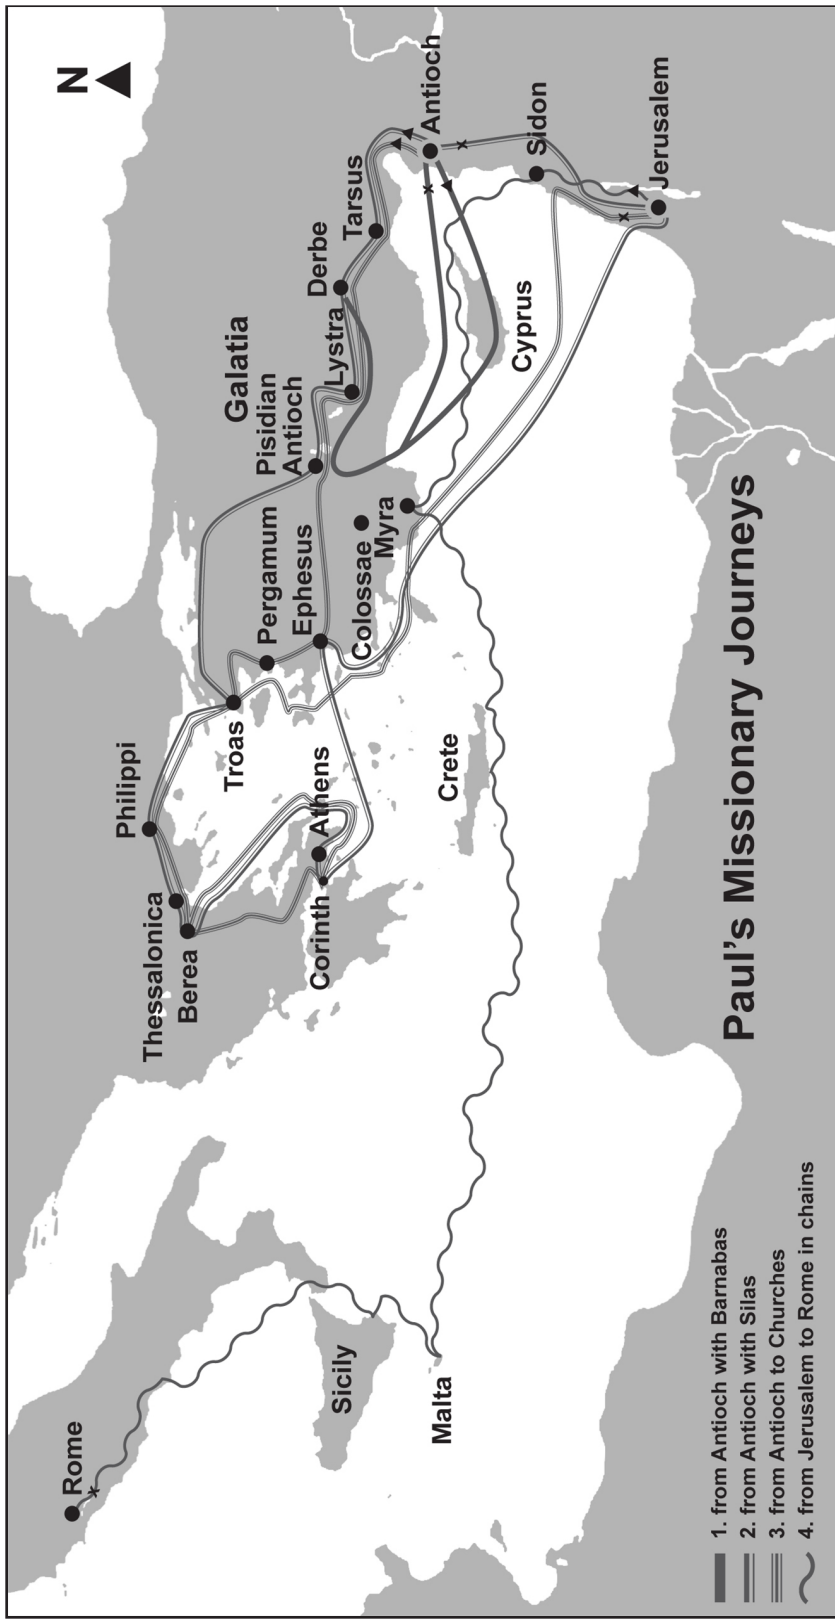 N
Rome
Philippi
Thessalonica
Berea
Troas
Pergamum
Ephesus
Galatia
Pisidian
Antioch
Derbe
Lystra
Tarsus
Antioch
Athens
Corinth
Colossae
Myra
Sicily
Malta
Crete
Cyprus
Sidon
Jerusalem
Paul's Missionary Journeys
1. from Antioch with Barnabas
2. from Antioch with Silas
3. from Antioch to Churches
4. from Jerusalem to Rome in chains